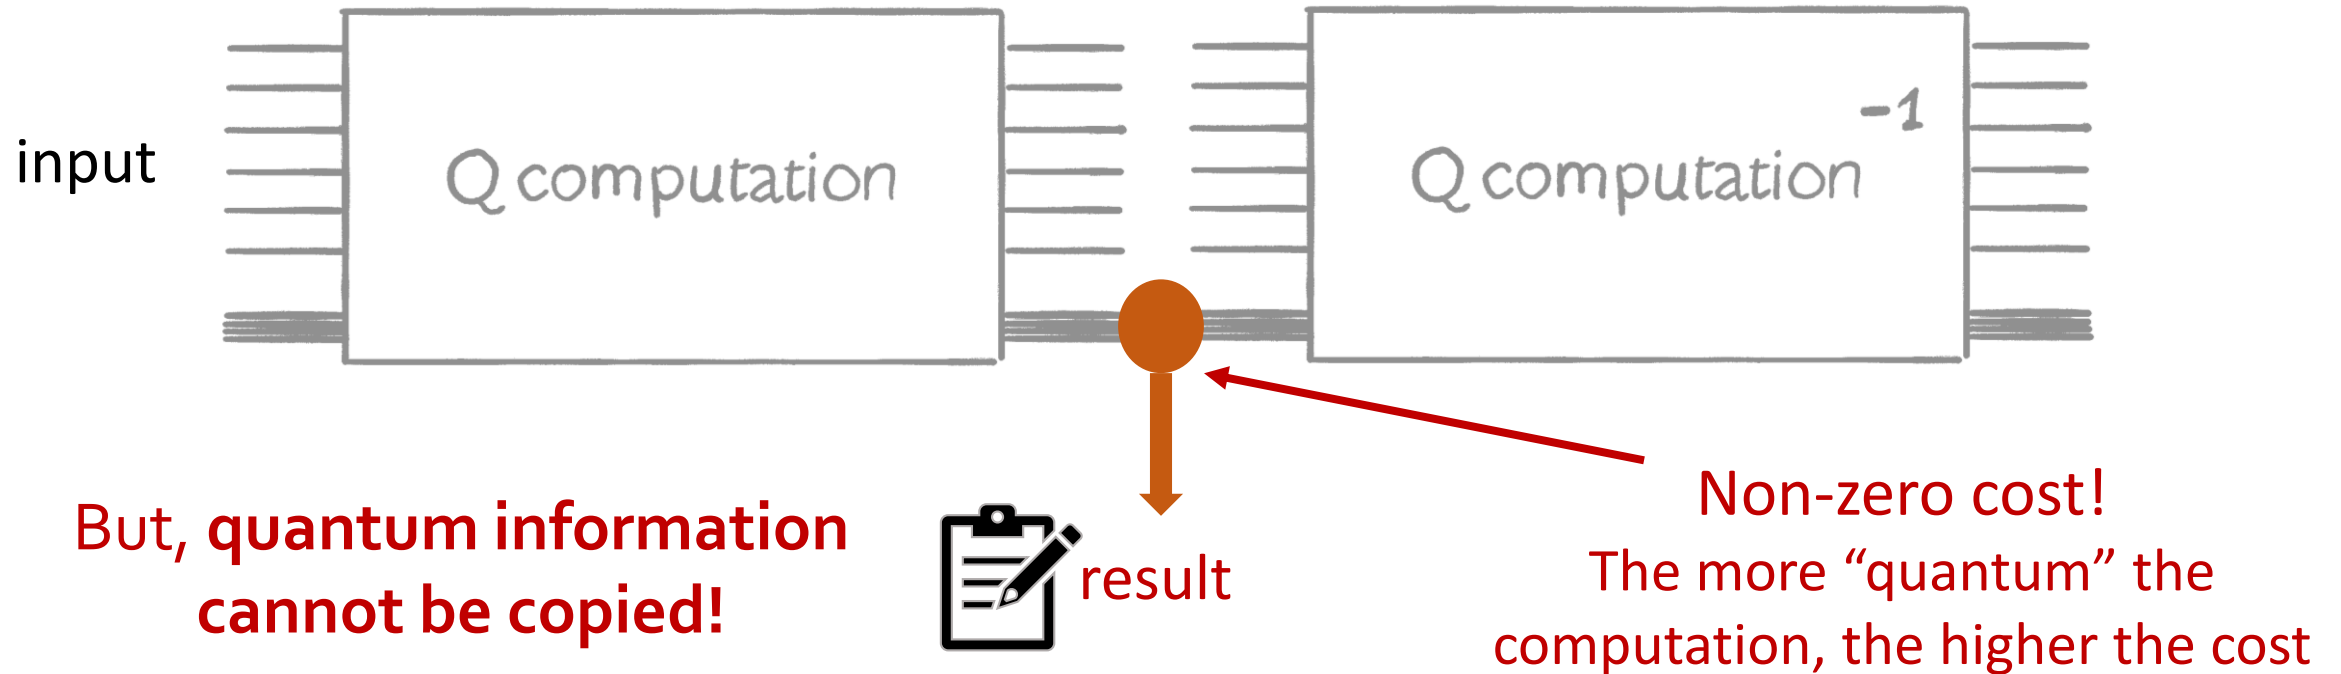 input
Q computation
Q computation -1
But, quantum information
cannot be copied!
result
Non-zero cost!
The more “quantum” the
computation, the higher the cost